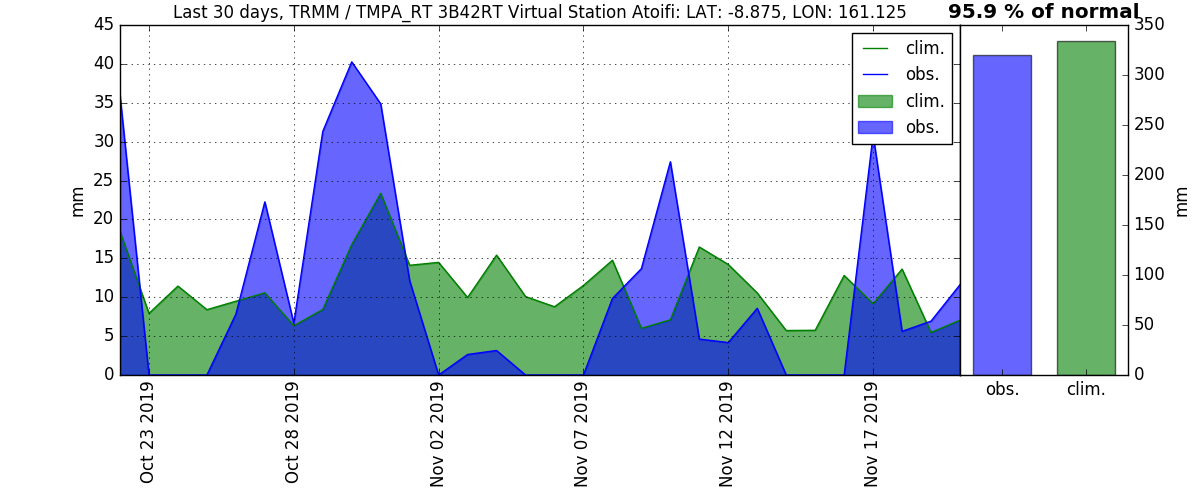 Last 30 days, TRMM / TMPA_RT 3B42RT Virtual Station Atoifi: LAT: -8.875, LON: 161.125
95.9 % of normal
45
40
35
30
25
20
15
10
5
0
mm
clim.
obs.
clim.
obs.
Oct 23 2019
Oct 28 2019
Nov 02 2019
Nov 07 2019
Nov 12 2019
Nov 17 2019
350
300
250
200
150
100
50
0
mm
obs.
clim.